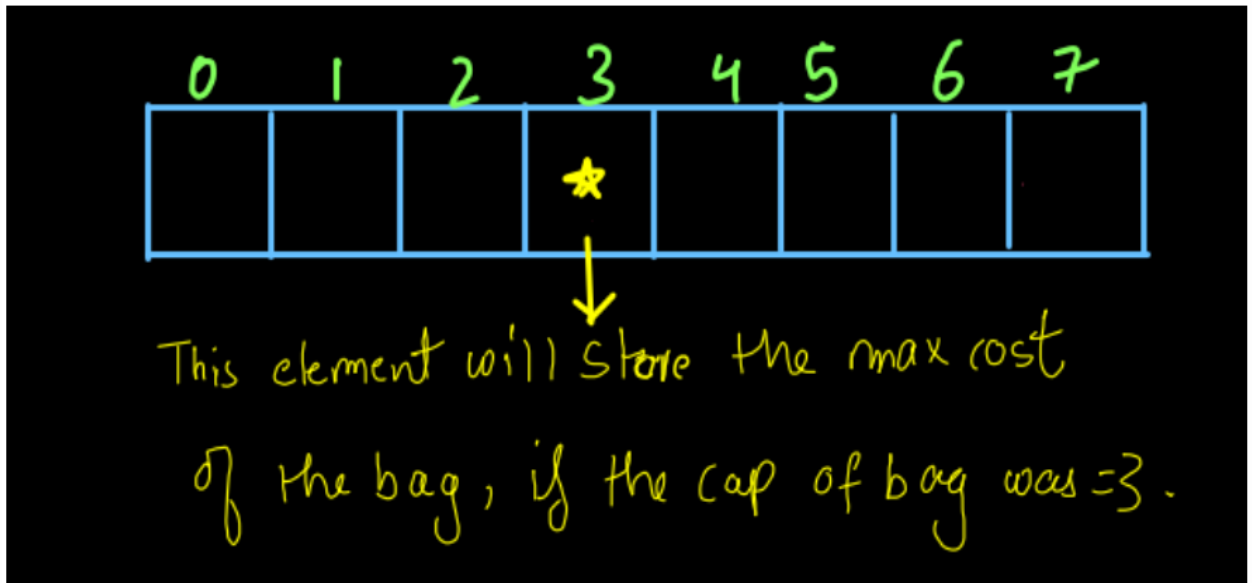 0 1 2 3 4 5 6 7
This element will store the max cost
of the bag, if the cap of bag was =3.